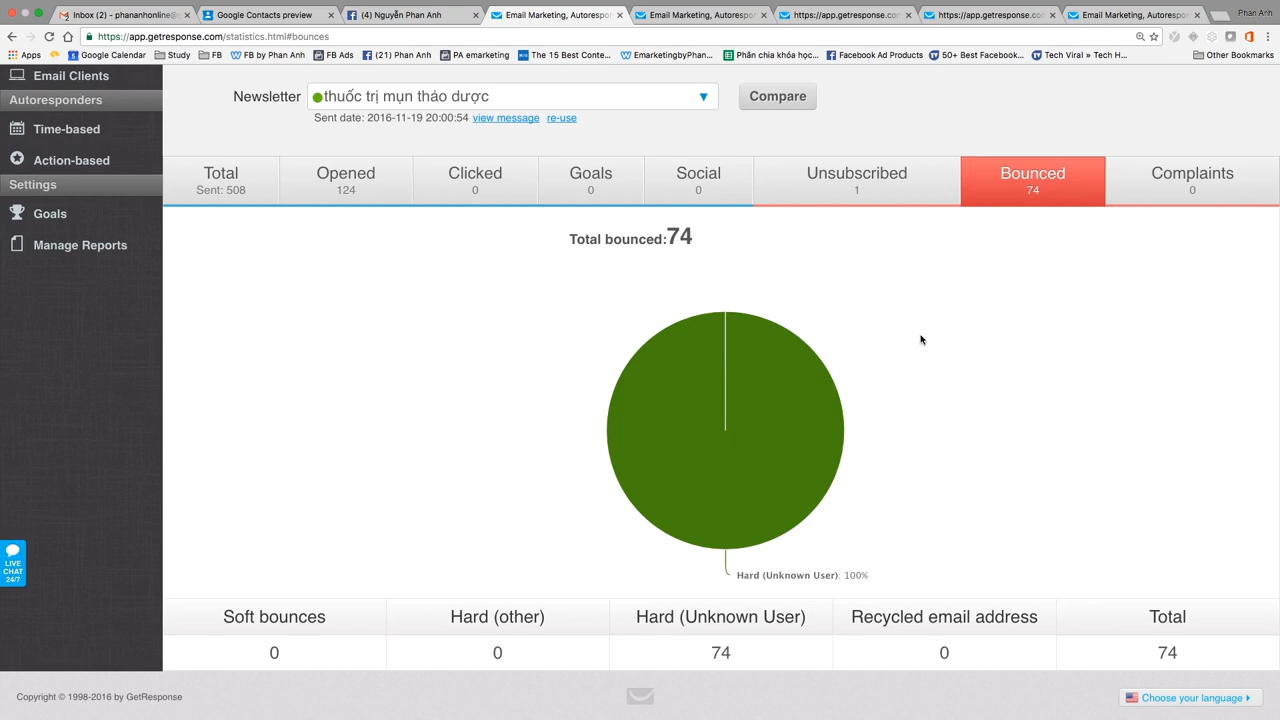 Inbox (2) - phananhonline@
Google Contacts preview
(4) Nguyễn Phan Anh
Email Marketing, Autorespo
Email Marketing, Autorespon
https://app.getresponse.com/
https://app.getresponse.com
Email Marketing, Autorespon
Phan Anh
https://app.getresponse.com/statistics.html#bounces
Apps
Google Calendar
Study
FB
FB by Phan Anh
FB Ads
(21) Phan Anh
PA emarketing
The 15 Best Conte...
EmarketingbyPhan...
Phân chia khóa học...
Facebook Ad Products
50+ Best Facebook...
Tech Viral » Tech H...
Other Bookmarks
Email Clients
Autoresponders
Time-based
Action-based
Settings
Goals
Manage Reports
LIVE
CHAT
24/7
Newsletter
thuốc trị mụn thảo dược
Compare
Sent date: 2016-11-19 20:00:54 view message re-use
Total
Sent: 508
Opened
124
Clicked
0
Goals
0
Social
0
Unsubscribed
1
Bounced
74
Complaints
0
Total bounced:74
Hard (Unknown User): 100%
Soft bounces
Hard (other)
Hard (Unknown User)
Recycled email address
Total
0
0
74
0
74
Copyright © 1998-2016 by GetResponse
Choose your language